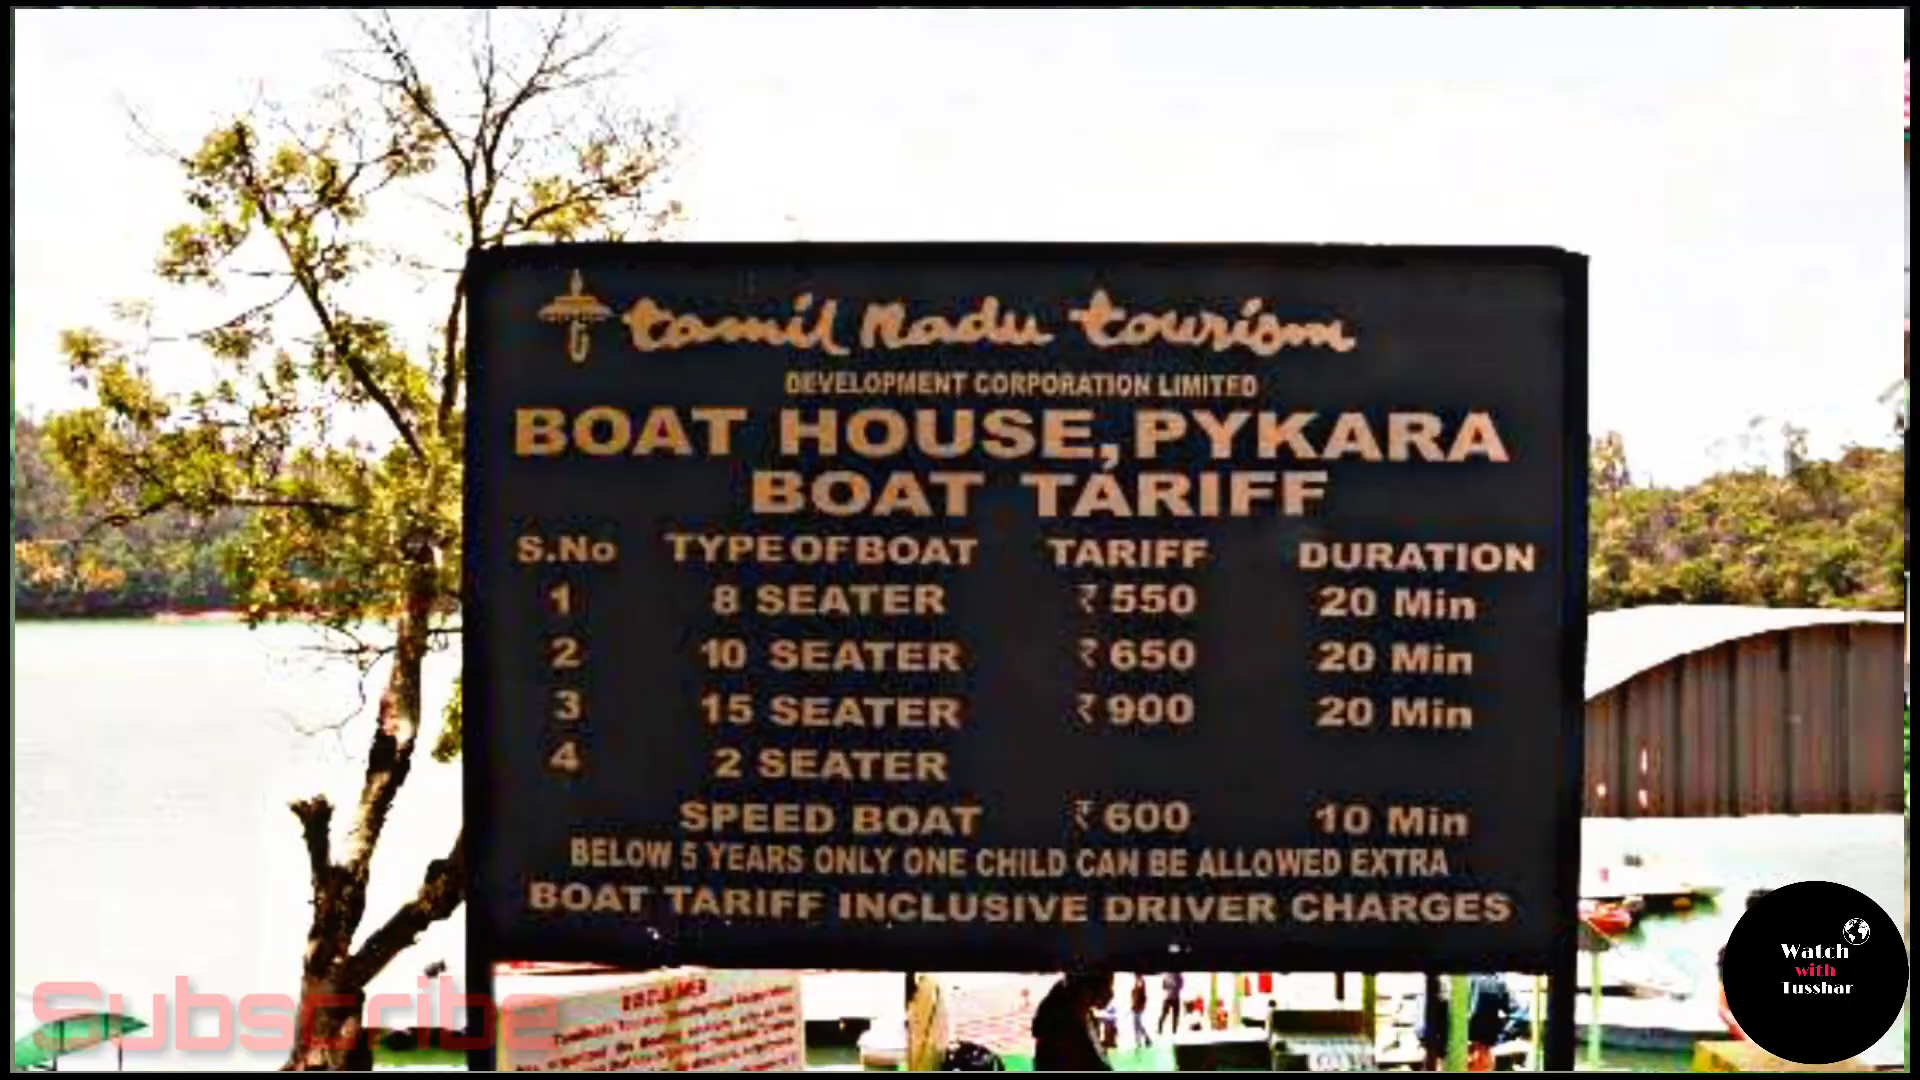 tamil nadu tourism
DEVELOPMENT CORPORATION LIMITED
BOAT HOUSE, PYKARA
BOAT TARIFF
S.No TYPE OF BOAT TARIFF DURATION
1 8 SEATER ₹ 550 20 Min
2 10 SEATER ₹ 650 20 Min
3 15 SEATER ₹ 900 20 Min
4 2 SEATER
SPEED BOAT ₹ 600 10 Min
BELOW 5 YEARS ONLY ONE CHILD CAN BE ALLOWED EXTRA
BOAT TARIFF INCLUSIVE DRIVER CHARGES
Subscribe
Watch
with
Tusshar